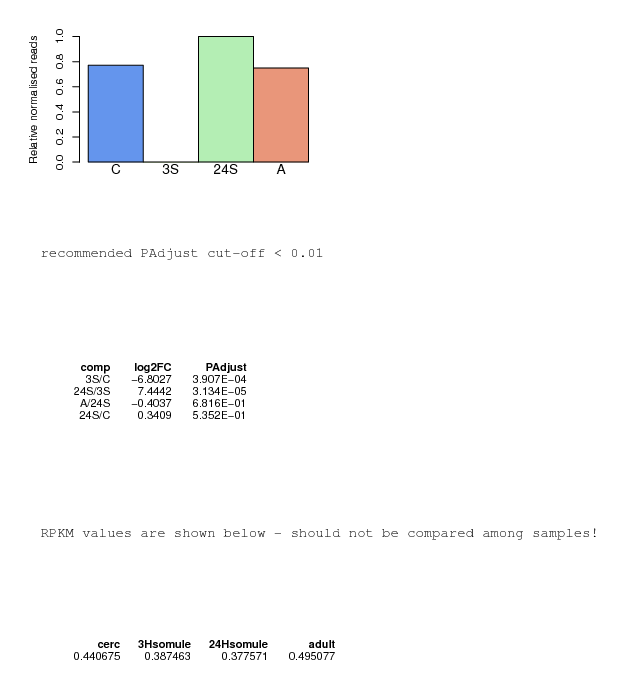 Relative normalised reads
1.0
0.8
0.6
0.4
0.2
0.0
C 3S 24S A
recommended PAdjust cut-off < 0.01
comp log2FC PAdjust
3S/C −6.8027 3.907E−04
24S/3S 7.4442 3.134E−05
A/24S −0.4037 6.816E−01
24S/C 0.3409 5.352E−01
RPKM values are shown below - should not be compared among samples!
cerc 3Hsomule 24Hsomule adult
0.440675 0.387463 0.377571 0.495077